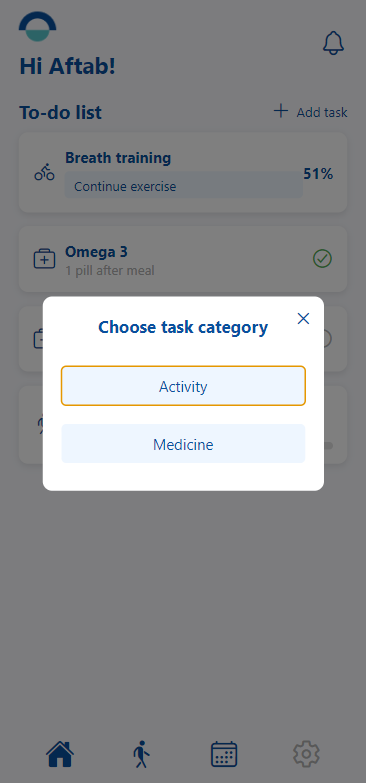 Hi Aftab!
To-do list
Add task
Breath training
Continue exercise
51%
Omega 3
1 pill after meal
Choose task category
Activity
Medicine